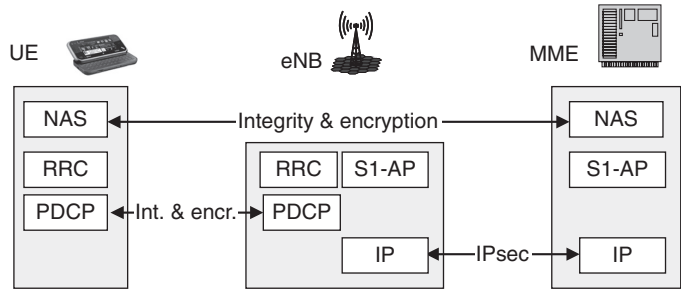 UE
eNB
MME
NAS
Integrity & encryption
NAS
RRC
RRC
S1-AP
S1-AP
PDCP
Int. & encr.
PDCP
IP
IPsec
IP